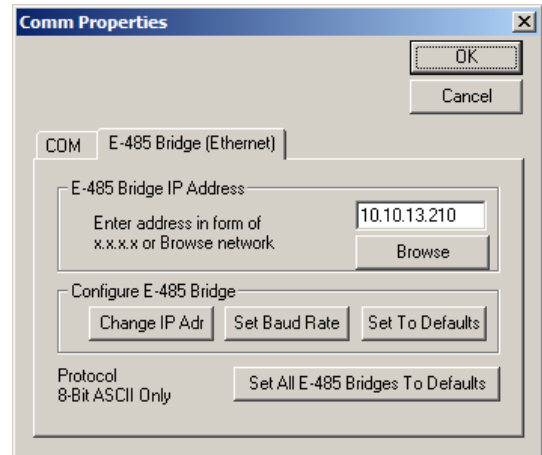 Comm Properties
OK
Cancel
COM
E-485 Bridge (Ethernet)
E-485 Bridge IP Address
Enter address in form of
x.x.x.x or Browse network
10.10.13.210
Browse
Configure E-485 Bridge
Change IP Adr
Set Baud Rate
Set To Defaults
Protocol
8-Bit ASCII Only
Set All E-485 Bridges To Defaults